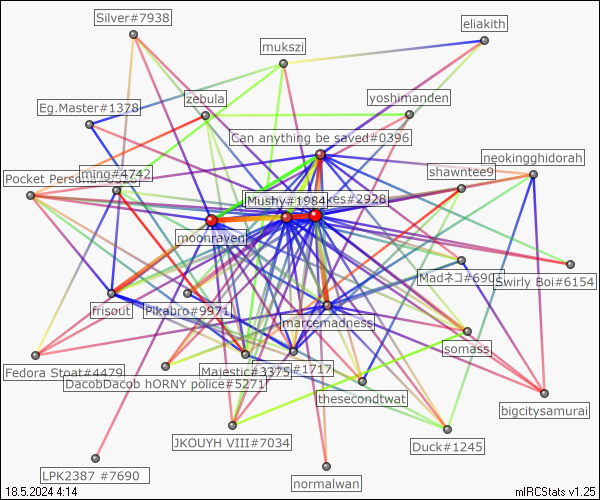 Silver#7938
eliakith
mukszi
zebula
yoshimanden
Eg.Master#1378
Can anything be saved#0396
neokingghidorah
shawntee9
ming#4742
Pocket Persona
Mushy#1984
kes#2928
moonraven
Madネコ#690
Swirly Boi#6154
frisout
Pikabro#9971
marcemadness
somass
Fedora Stoat#4479
Majestic#3375
#1717
DacobDacob hORNY police#5271
thesecondtwat
bigcitysamurai
JKOUYH VIII#7034
Duck#1245
LPK2387 #7690
normalwan
18.5.2024 4:14
mIRCStats v1.25